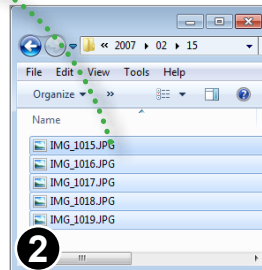 « 2007 ▸ 02 ▸ 15
File Edit View Tools Help
Organize »
Name
IMG_1015.JPG
IMG_1016.JPG
IMG_1017.JPG
IMG_1018.JPG
IMG_1019.JPG
2